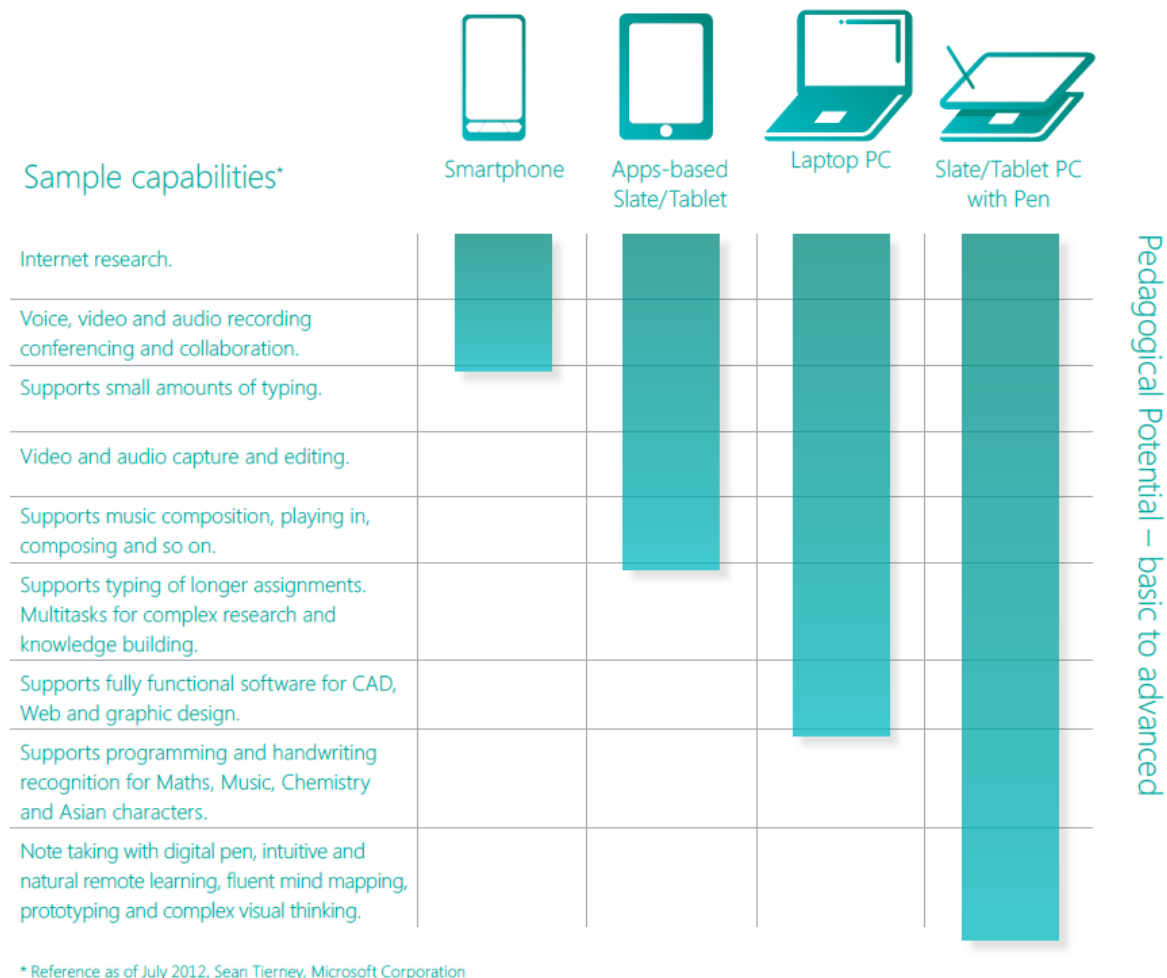 Smartphone
Apps-based
Slate/Tablet
Laptop PC
Slate/Tablet PC
with Pen
Sample capabilities*
Internet research.
Voice, video and audio recording
conferencing and collaboration.
Supports small amounts of typing.
Video and audio capture and editing.
Supports music composition, playing in,
composing and so on.
Supports typing of longer assignments.
Multitasks for complex research and
knowledge building.
Supports fully functional software for CAD,
Web and graphic design.
Supports programming and handwriting
recognition for Maths, Music, Chemistry
and Asian characters.
Note taking with digital pen, intuitive and
natural remote learning, fluent mind mapping,
prototyping and complex visual thinking.
Pedagogical Potential – basic to advanced
* Reference as of July 2012, Sean Tierney, Microsoft Corporation